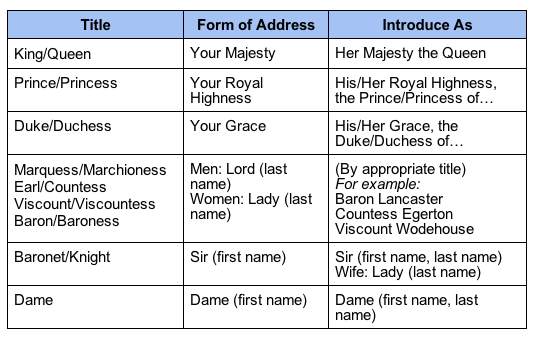 Title Form of Address Introduce As
King/Queen Your Majesty Her Majesty the Queen
Prince/Princess Your Royal His/Her Royal Highness,
Highness the Prince/Princess of…
Duke/Duchess Your Grace His/Her Grace, the
Duke/Duchess of…
Marquess/Marchioness Men: Lord (last (By appropriate title)
Earl/Countess name) For example:
Viscount/Viscountess Women: Lady (last Baron Lancaster
Baron/Baroness name) Countess Egerton
Viscount Wodehouse
Baronet/Knight Sir (first name) Sir (first name, last name)
Wife: Lady (last name)
Dame Dame (first name) Dame (first name, last
name)